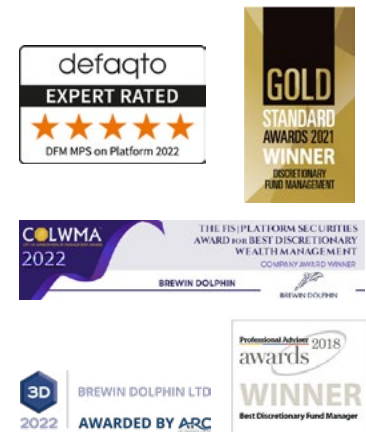 defaqto
EXPERT RATED
DFM MPS on Platform 2022
GOLD
STANDARD
AWARDS 2021
WINNER
DISCRETIONARY
FUND MANAGEMENT
COLWMA
2022
THE FIS | PLATFORM SECURITIES
AWARD FOR BEST DISCRETIONARY
WEALTH MANAGEMENT
COMPANY AWARD WINNER
BREWIN DOLPHIN
BREWIN DOLPHIN
3D
2022
BREWIN DOLPHIN LTD
AWARDED BY ARC
Professional Adviser 2018
awards
WINNER
Best Discretionary Fund Manager